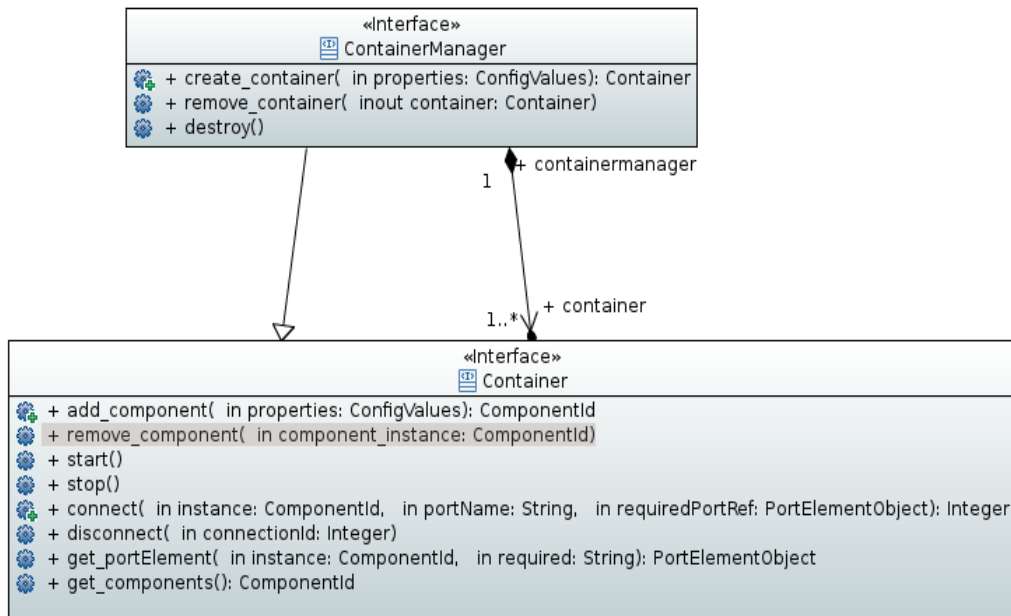 «Interface»
ContainerManager
+ create_container( in properties: ConfigValues): Container
+ remove_container( inout container: Container)
+ destroy()
+ containermanager
1
+ container
1..*
«Interface»
Container
+ add_component( in properties: ConfigValues): ComponentId
+ remove_component( in component_instance: ComponentId)
+ start()
+ stop()
+ connect( in instance: ComponentId, in portName: String, in requiredPortRef: PortElementObject): Integer
+ disconnect( in connectionId: Integer)
+ get_portElement( in instance: ComponentId, in required: String): PortElementObject
+ get_components(): ComponentId